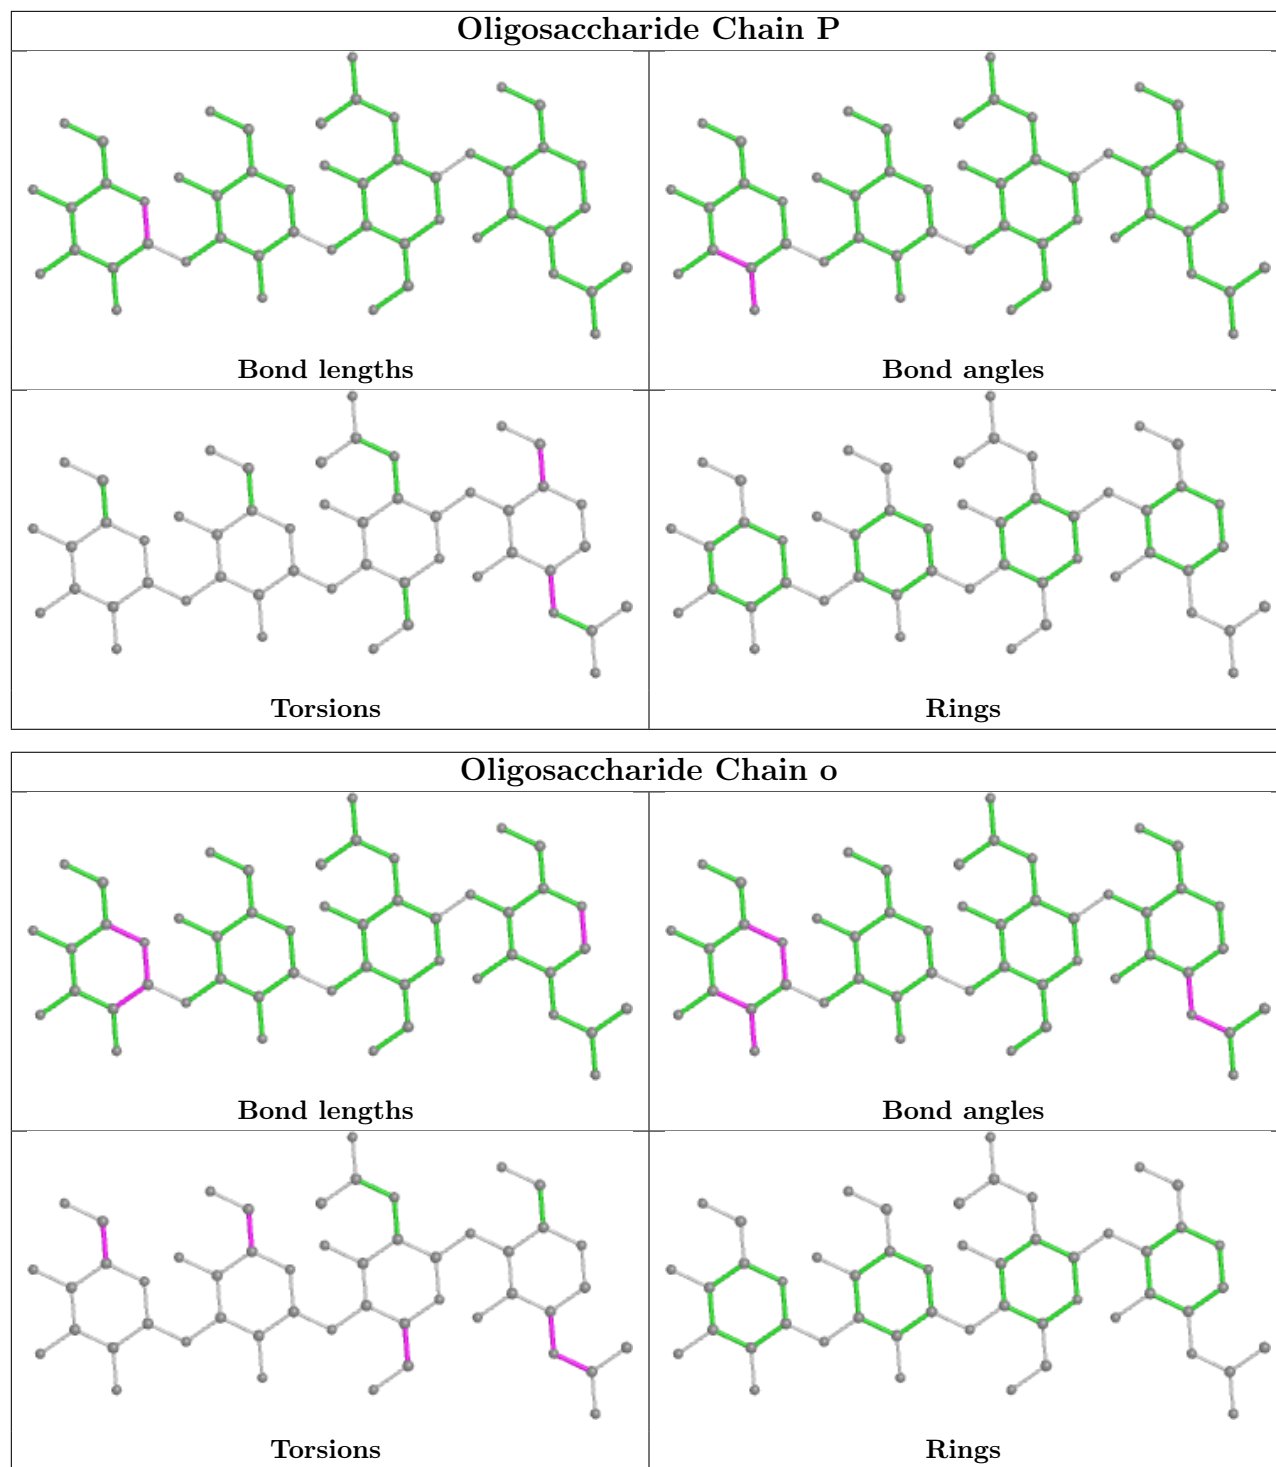 Oligosaccharide Chain P
Bond lengths
Bond angles
Torsions
Rings
Oligosaccharide Chain o
Bond lengths
Bond angles
Torsions
Rings